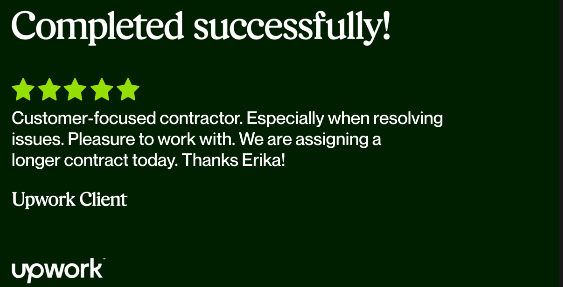 Completed successfully!
Customer-focused contractor. Especially when resolving
issues. Pleasure to work with. We are assigning a
longer contract today. Thanks Erika!
Upwork Client
upwork